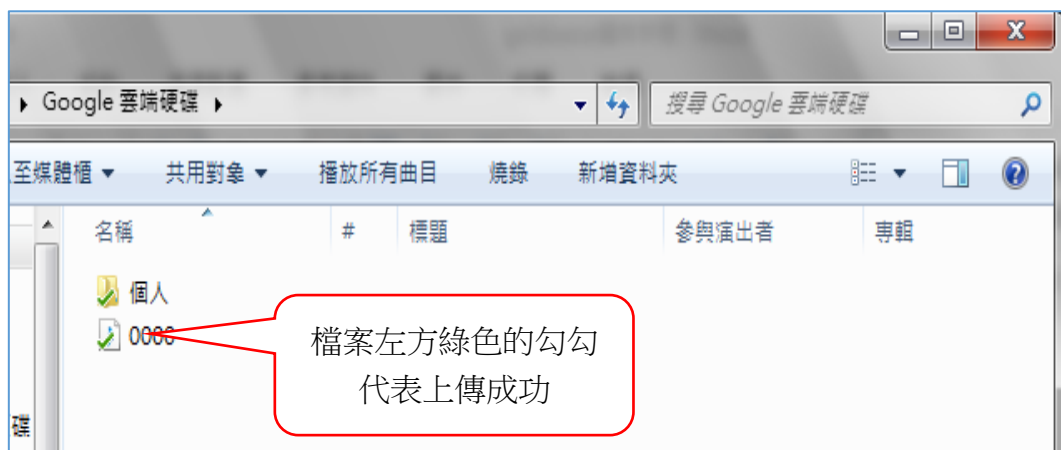 Google 雲端硬碟
搜尋 Google 雲端硬碟
至媒體櫃 共用對象 播放所有曲目 燒錄 新增資料夾
名稱 # 標題 參與演出者 專輯
個人
檔案左方綠色的勾勾
代表上傳成功
碟